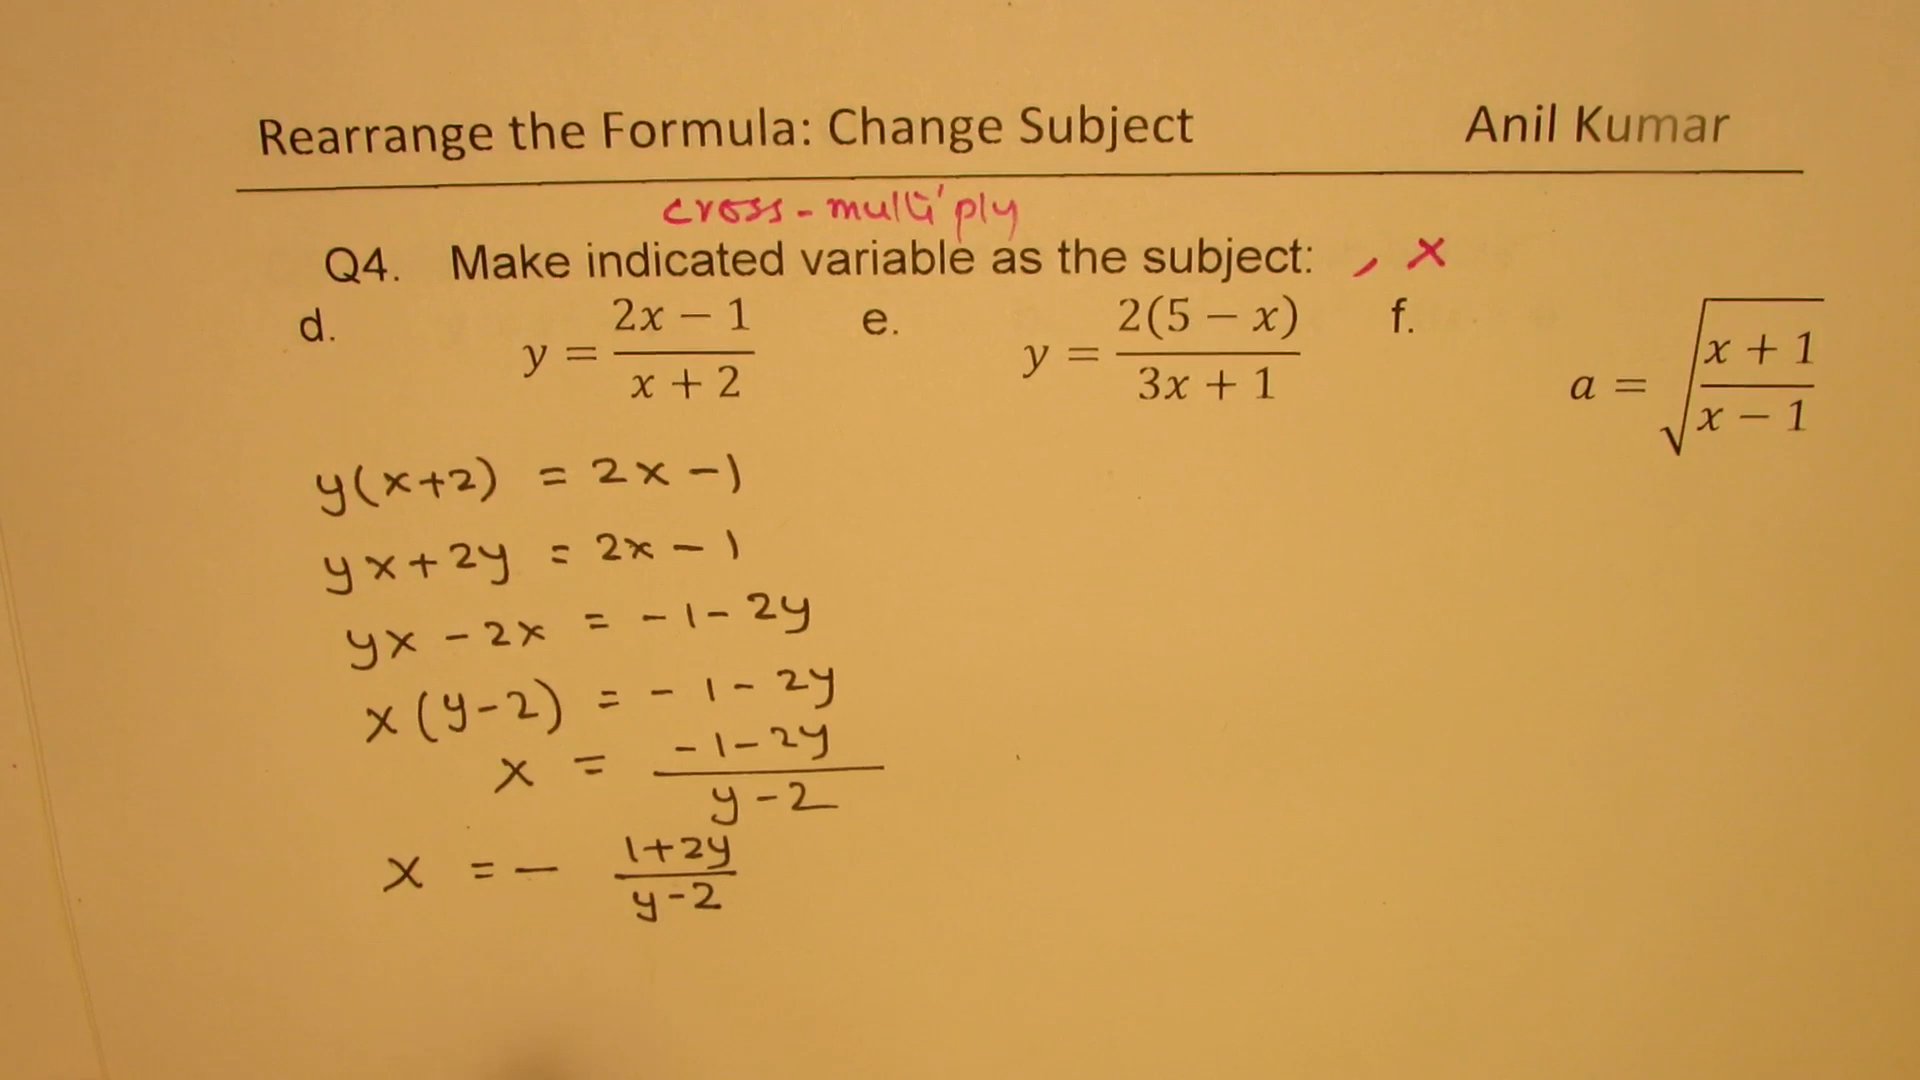 Rearrange the Formula: Change Subject Anil Kumar
cross-multiply
Q4. Make indicated variable as the subject: , x
d. y = (2x − 1)/(x + 2) e. y = 2(5 − x)/(3x + 1) f. a = √((x + 1)/(x − 1))
y(x+2) = 2x-1
yx+2y = 2x-1
yx-2x = -1-2y
x(y-2) = -1-2y
x = (-1-2y)/(y-2)
x = - (1+2y)/(y-2)